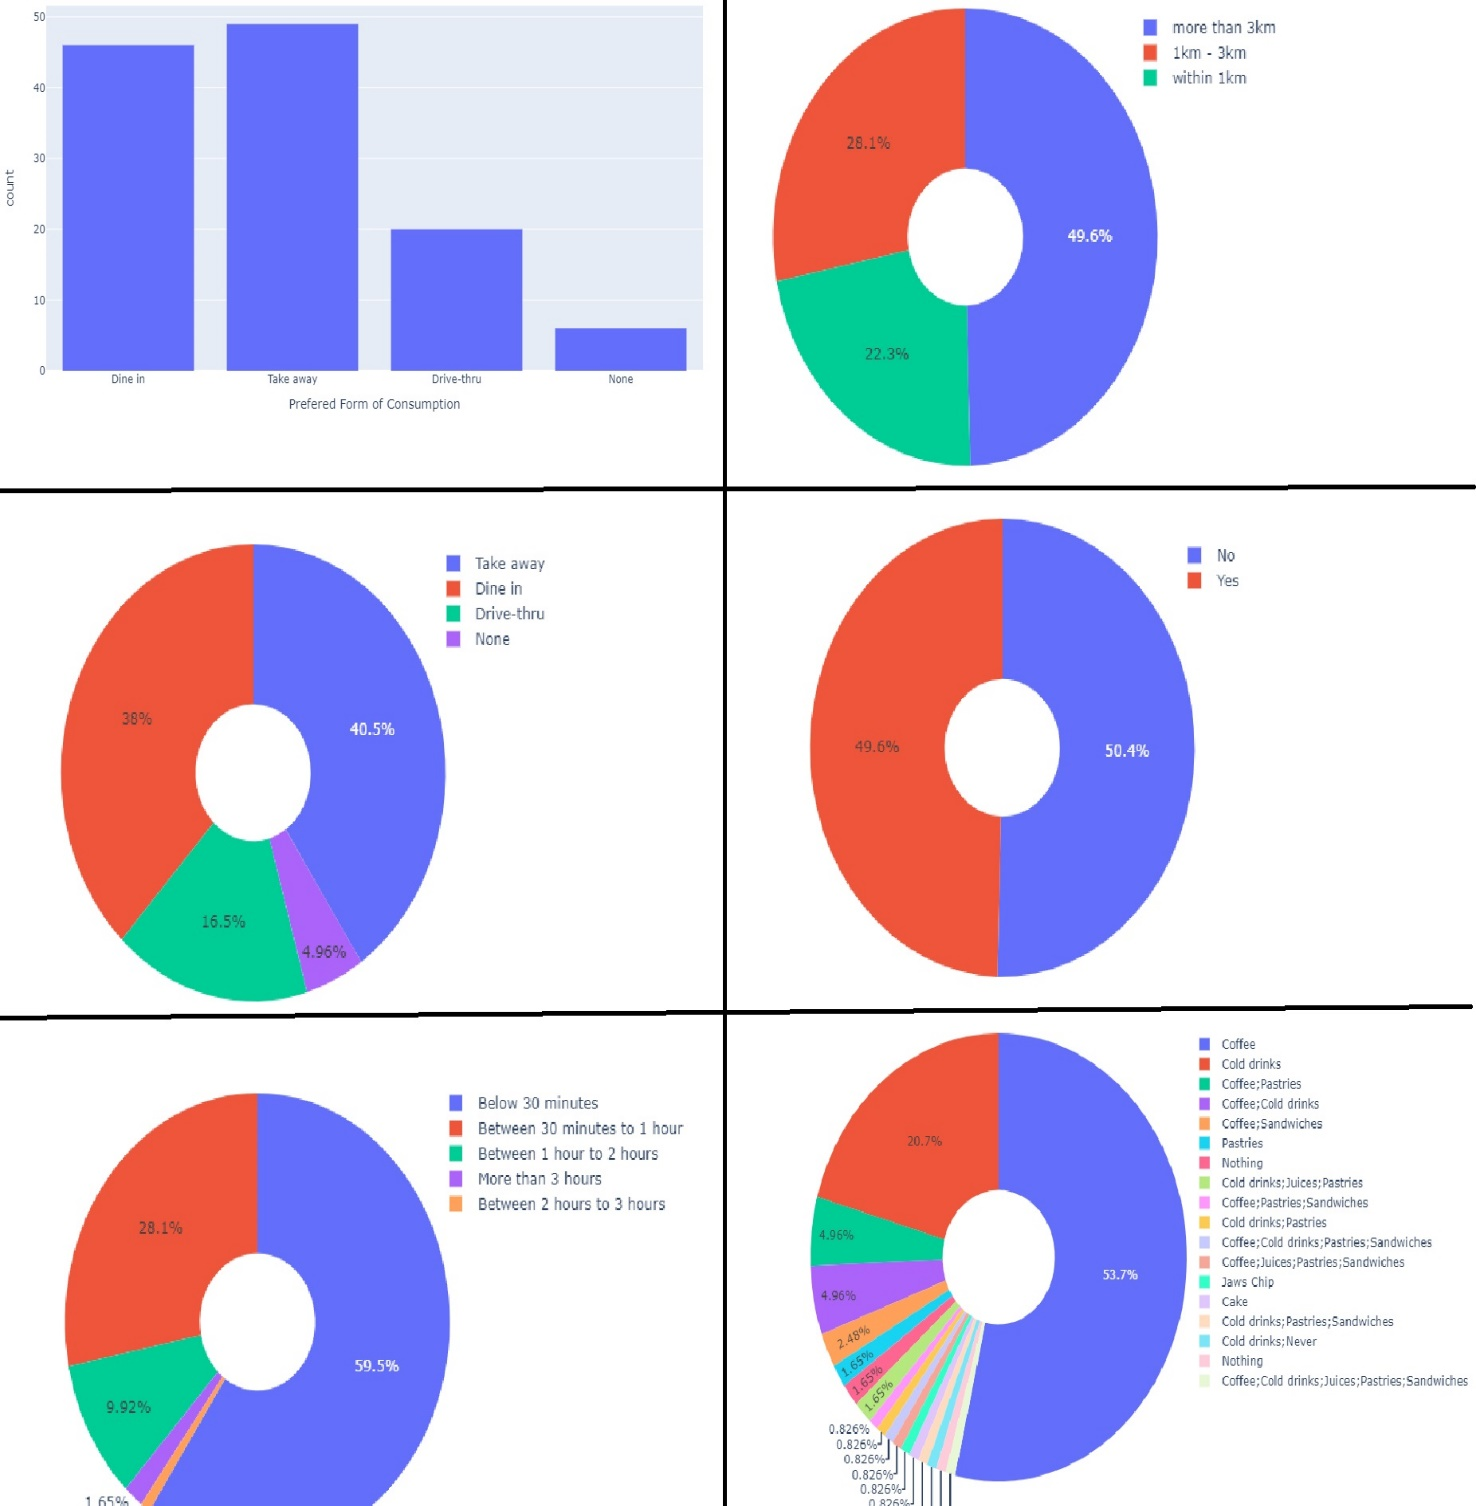 50
40
30
20
10
0
count
Dine in
Take away
Drive-thru
None
Prefered Form of Consumption
more than 3km
1km - 3km
within 1km
28.1%
49.6%
22.3%
Take away
Dine in
Drive-thru
None
38%
40.5%
16.5%
4.96%
No
Yes
49.6%
50.4%
Below 30 minutes
Between 30 minutes to 1 hour
Between 1 hour to 2 hours
More than 3 hours
Between 2 hours to 3 hours
28.1%
59.5%
9.92%
1.65%
Coffee
Cold drinks
Coffee;Pastries
Coffee;Cold drinks
Coffee;Sandwiches
Pastries
Nothing
Cold drinks;Juices;Pastries
Coffee;Pastries;Sandwiches
Cold drinks;Pastries
Coffee;Cold drinks;Pastries;Sandwiches
Coffee;Juices;Pastries;Sandwiches
Jaws Chip
Cake
Cold drinks;Pastries;Sandwiches
Cold drinks;Never
Nothing
Coffee;Cold drinks;Juices;Pastries;Sandwiches
20.7%
4.96%
53.7%
4.96%
2.48%
1.65%
1.65%
1.65%
0.826%
0.826%
0.826%
0.826%
0.826%
0.826%